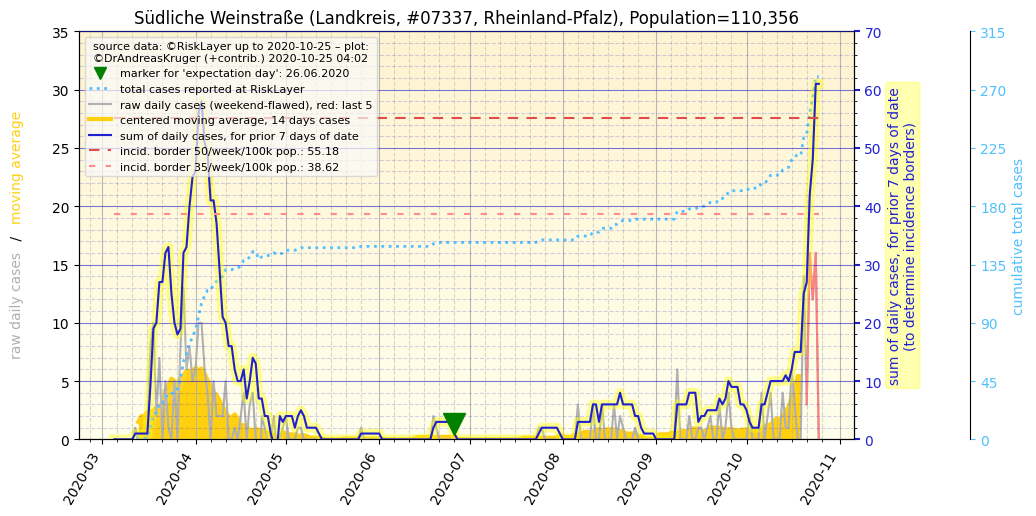 Südliche Weinstraße (Landkreis, #07337, Rheinland-Pfalz), Population=110,356
source data: ©RiskLayer up to 2020-10-25 – plot:
©DrAndreasKruger (+contrib.) 2020-10-25 04:02
marker for 'expectation day': 26.06.2020
total cases reported at RiskLayer
raw daily cases (weekend-flawed), red: last 5
centered moving average, 14 days cases
sum of daily cases, for prior 7 days of date
incid. border 50/week/100k pop.: 55.18
incid. border 35/week/100k pop.: 38.62
raw daily cases / moving average
35
30
25
20
15
10
5
0
70
60
50
40
30
20
10
0
sum of daily cases, for prior 7 days of date
(to determine incidence borders)
315
270
225
180
135
90
45
0
cumulative total cases
2020-03
2020-04
2020-05
2020-06
2020-07
2020-08
2020-09
2020-10
2020-11